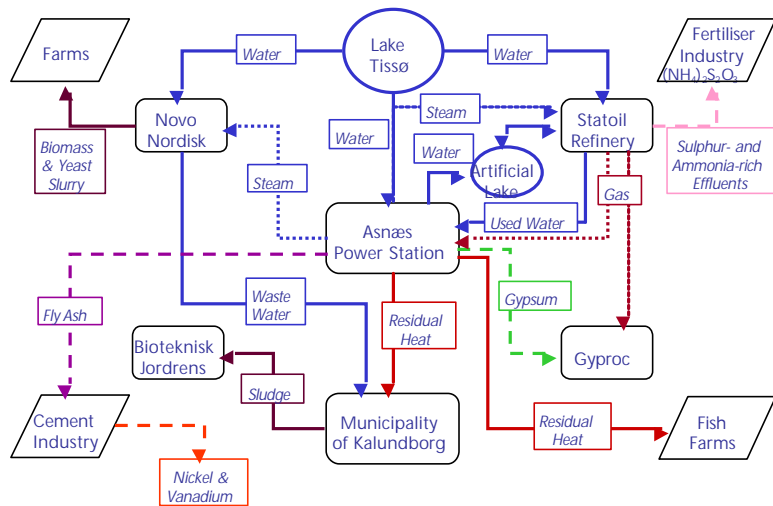 Farms
Water
Lake
Tissø
Water
Fertiliser
Industry
(NH₄)₂S₂O₃
Novo
Nordisk
Steam
Statoil
Refinery
Biomass
& Yeast
Slurry
Water
Water
Sulphur- and
Ammonia-rich
Effluents
Steam
Artificial
Lake
Gas
Asnæs
Power Station
Used Water
Fly Ash
Waste
Water
Residual
Heat
Gypsum
Bioteknisk
Jordrens
Gyproc
Sludge
Cement
Industry
Municipality
of Kalundborg
Residual
Heat
Fish
Farms
Nickel &
Vanadium